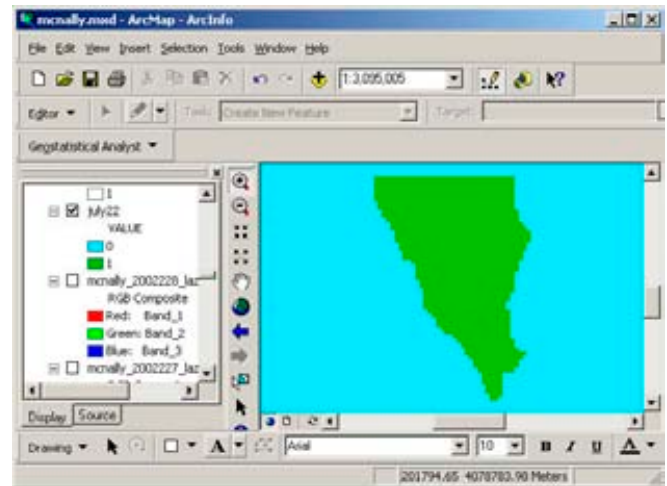 mcnally.mxd - ArcMap - ArcInfo
File Edit View Insert Selection Tools Window Help
1:3,095,005
Editor Task: Create New Feature Target:
Geostatistical Analyst
1
july22
VALUE
0
1
mcnally_2002228_laz
RGB Composite
Red: Band_1
Green: Band_2
Blue: Band_3
mcnally_2002227_laz
Display Source
Drawing A Arial 10 B I U A
201794.65 4078783.90 Meters